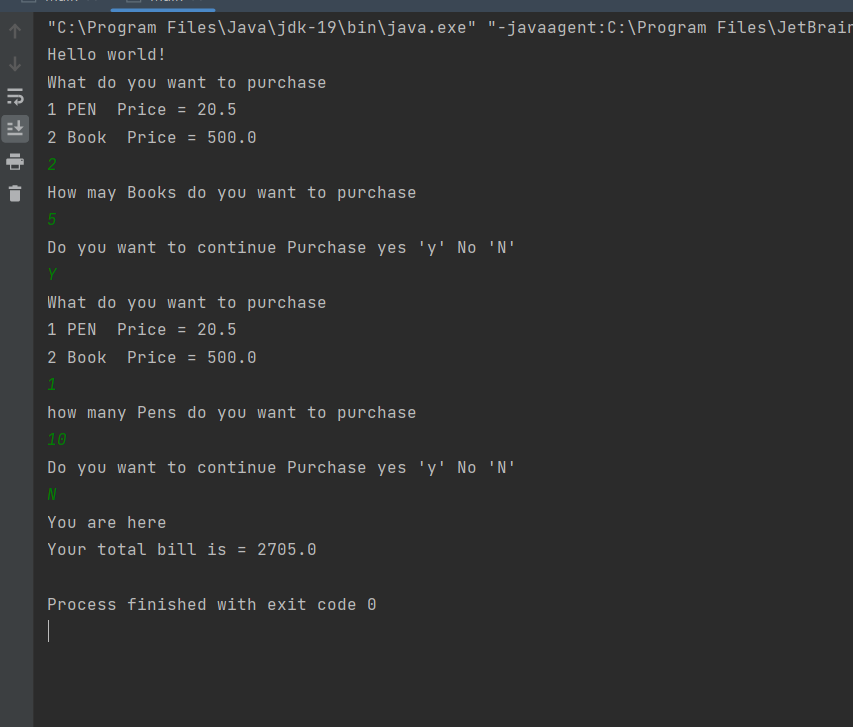 "C:\Program Files\Java\jdk-19\bin\java.exe" "-javaagent:C:\Program Files\JetBrain
Hello world!
What do you want to purchase
1 PEN  Price = 20.5
2 Book  Price = 500.0
2
How may Books do you want to purchase
5
Do you want to continue Purchase yes 'y' No 'N'
Y
What do you want to purchase
1 PEN  Price = 20.5
2 Book  Price = 500.0
1
how many Pens do you want to purchase
10
Do you want to continue Purchase yes 'y' No 'N'
N
You are here
Your total bill is = 2705.0
Process finished with exit code 0